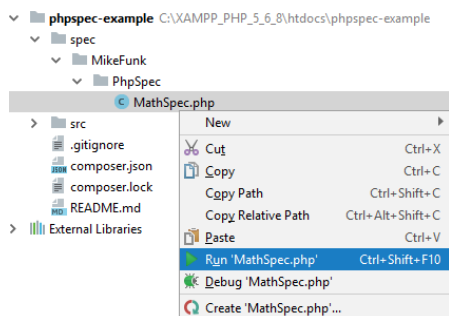 phpspec-example C:\XAMPP_PHP_5_6_8\htdocs\phpspec-example
spec
MikeFunk
PhpSpec
C MathSpec.php
src
.gitignore
JSON composer.json
composer.lock
MD README.md
External Libraries
New
Cut Ctrl+X
Copy Ctrl+C
Copy Path Ctrl+Shift+C
Copy Relative Path Ctrl+Alt+Shift+C
Paste Ctrl+V
Run 'MathSpec.php' Ctrl+Shift+F10
Debug 'MathSpec.php'
Create 'MathSpec.php'...